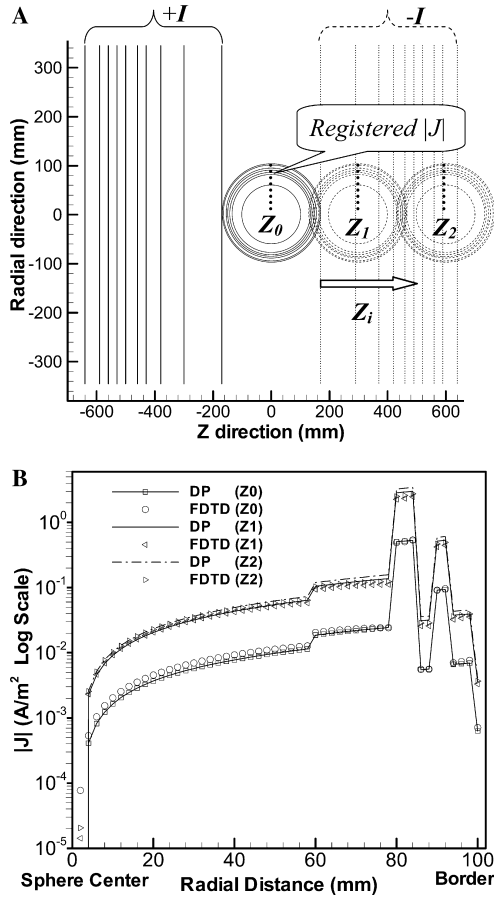 A
+I
-I
300
200
100
0
-100
-200
-300
Radial direction (mm)
Registered |J|
Z0
Z1
Z2
Zi
-600 -400 -200 0 200 400 600
Z direction (mm)
B
DP (Z0)
FDTD (Z0)
DP (Z1)
FDTD (Z1)
DP (Z2)
FDTD (Z2)
10^0
10^-1
10^-2
10^-3
10^-4
10^-5
|J| (A/m^2 Log Scale)
0 20 40 60 80 100
Sphere Center Radial Distance (mm) Border